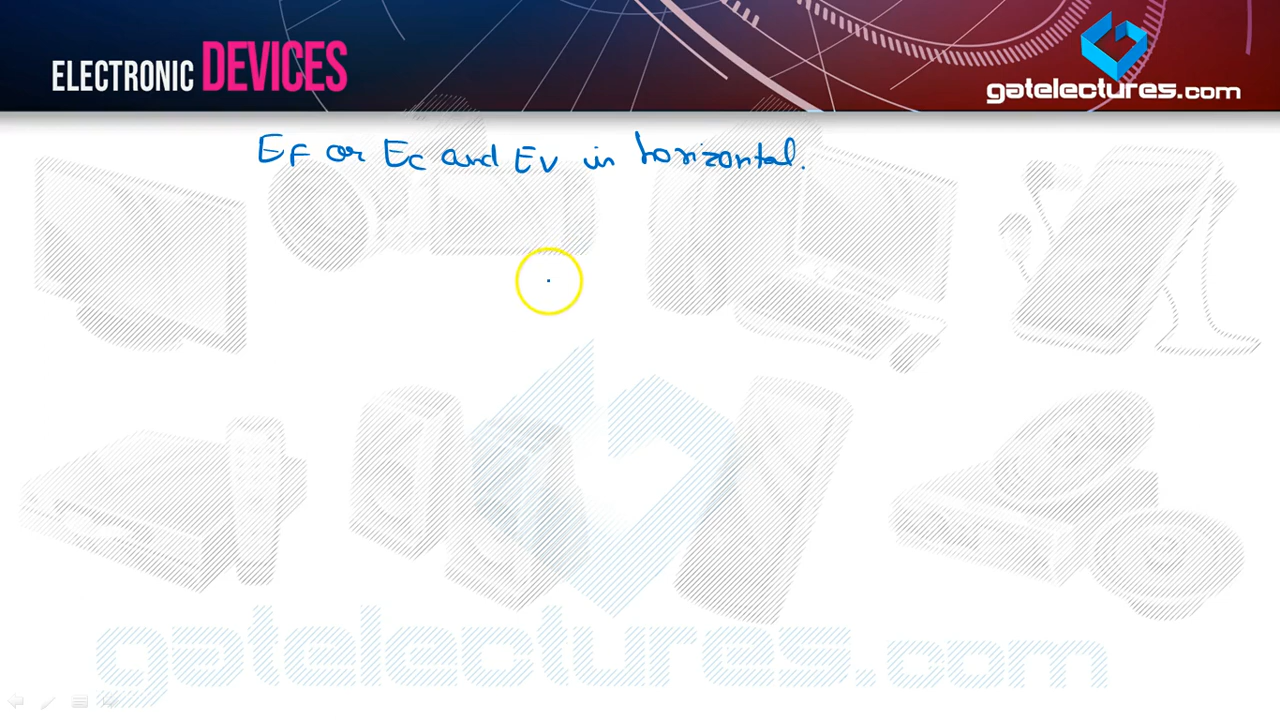 ELECTRONIC DEVICES
gatelectures.com
EF or EC and EV in horizontal.
gatelectures.com